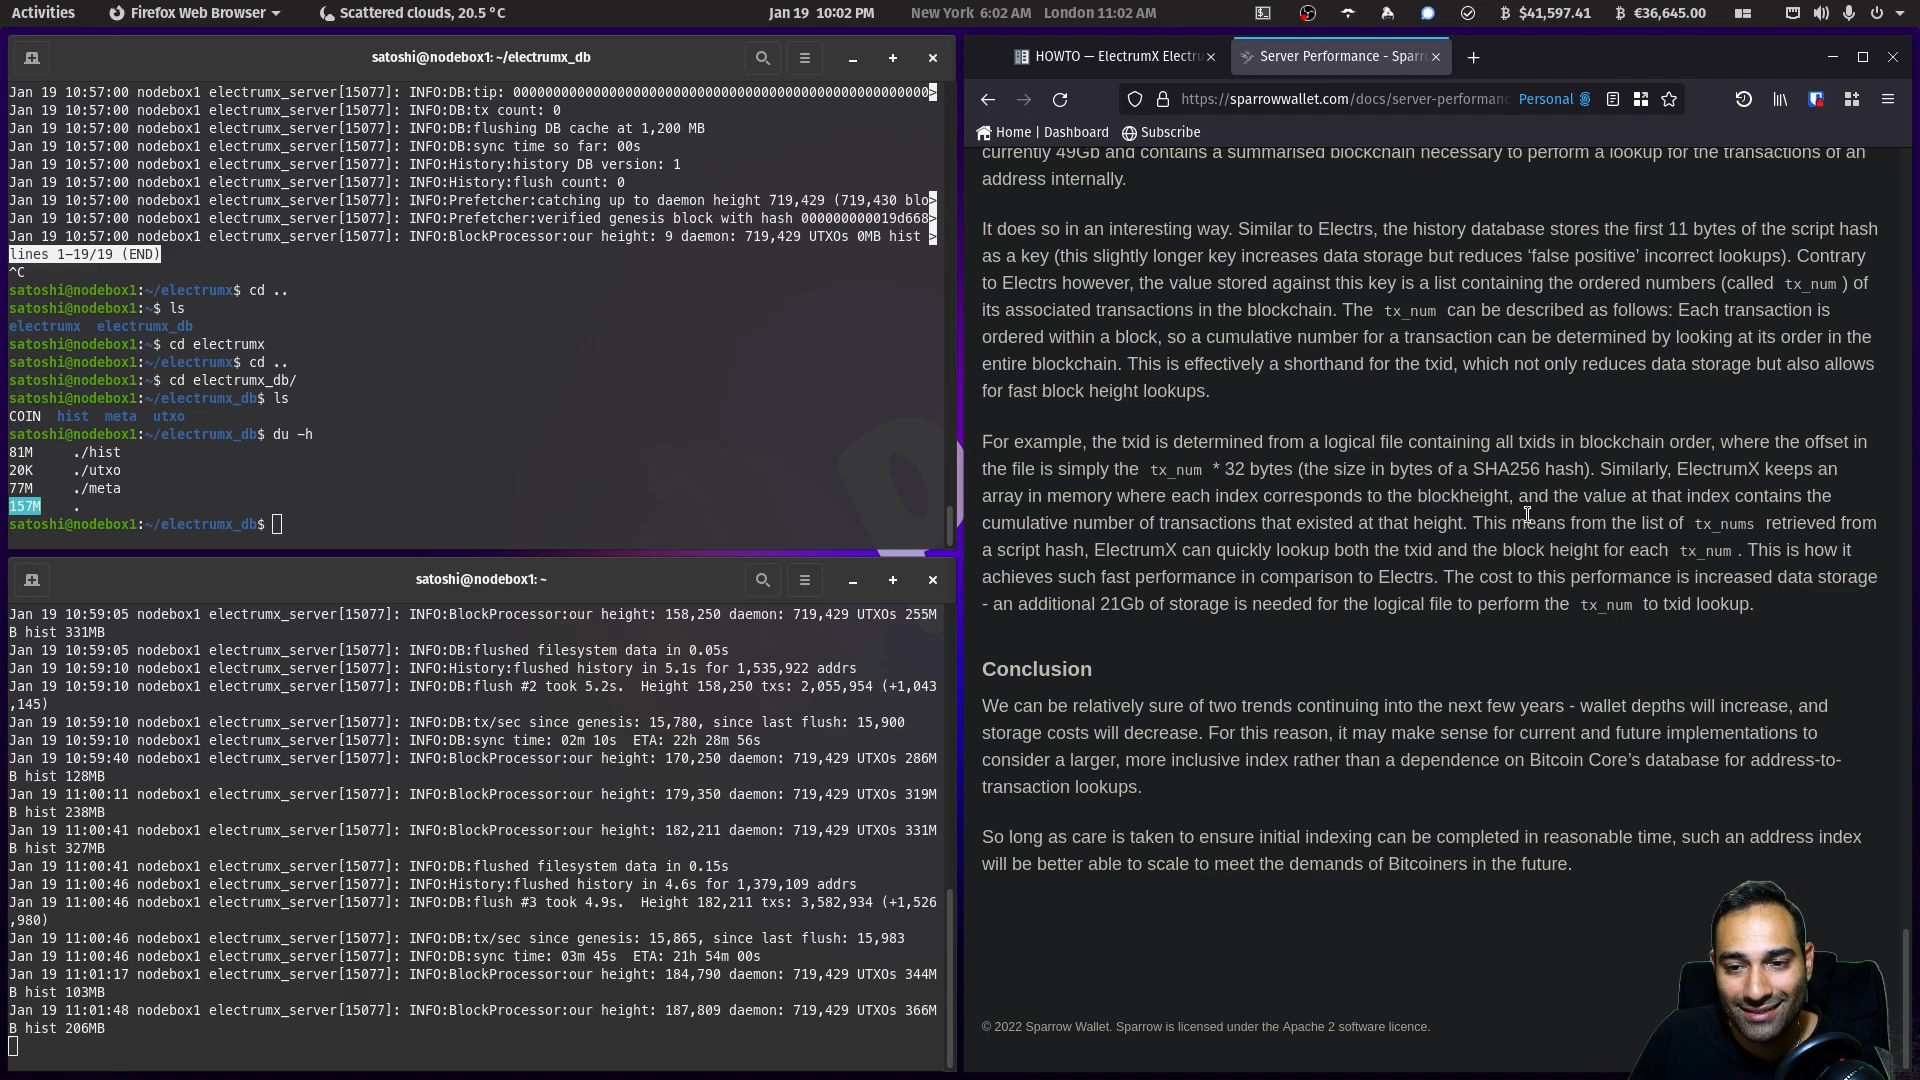 Activities Firefox Web Browser Scattered clouds, 20.5 °C Jan 19 10:02 PM New York 6:02 AM London 11:02 AM $41,597.41 €36,645.00
satoshi@nodebox1: ~/electrumx_db
Jan 19 10:57:00 nodebox1 electrumx_server[15077]: INFO:DB:tip: 0000000000000000000000000000000000000000000000000000>
Jan 19 10:57:00 nodebox1 electrumx_server[15077]: INFO:DB:tx count: 0
Jan 19 10:57:00 nodebox1 electrumx_server[15077]: INFO:DB:flushing DB cache at 1,200 MB
Jan 19 10:57:00 nodebox1 electrumx_server[15077]: INFO:DB:sync time so far: 00s
Jan 19 10:57:00 nodebox1 electrumx_server[15077]: INFO:History:history DB version: 1
Jan 19 10:57:00 nodebox1 electrumx_server[15077]: INFO:History:flush count: 0
Jan 19 10:57:00 nodebox1 electrumx_server[15077]: INFO:Prefetcher:catching up to daemon height 719,429 (719,430 blo>
Jan 19 10:57:00 nodebox1 electrumx_server[15077]: INFO:Prefetcher:verified genesis block with hash 000000000019d668>
Jan 19 10:57:00 nodebox1 electrumx_server[15077]: INFO:BlockProcessor:our height: 9 daemon: 719,429 UTXOs 0MB hist >
lines 1-19/19 (END)
^C
satoshi@nodebox1:~/electrumx$ cd ..
satoshi@nodebox1:~$ ls
electrumx electrumx_db
satoshi@nodebox1:~$ cd electrumx
satoshi@nodebox1:~/electrumx$ cd ..
satoshi@nodebox1:~$ cd electrumx_db/
satoshi@nodebox1:~/electrumx_db$ ls
COIN hist meta utxo
satoshi@nodebox1:~/electrumx_db$ du -h
81M ./hist
20K ./utxo
77M ./meta
157M .
satoshi@nodebox1:~/electrumx_db$
satoshi@nodebox1: ~
Jan 19 10:59:05 nodebox1 electrumx_server[15077]: INFO:BlockProcessor:our height: 158,250 daemon: 719,429 UTXOs 255M
B hist 331MB
Jan 19 10:59:05 nodebox1 electrumx_server[15077]: INFO:DB:flushed filesystem data in 0.05s
Jan 19 10:59:10 nodebox1 electrumx_server[15077]: INFO:History:flushed history in 5.1s for 1,535,922 addrs
Jan 19 10:59:10 nodebox1 electrumx_server[15077]: INFO:DB:flush #2 took 5.2s. Height 158,250 txs: 2,055,954 (+1,043
,145)
Jan 19 10:59:10 nodebox1 electrumx_server[15077]: INFO:DB:tx/sec since genesis: 15,780, since last flush: 15,900
Jan 19 10:59:10 nodebox1 electrumx_server[15077]: INFO:DB:sync time: 02m 10s ETA: 22h 28m 56s
Jan 19 10:59:40 nodebox1 electrumx_server[15077]: INFO:BlockProcessor:our height: 170,250 daemon: 719,429 UTXOs 286M
B hist 128MB
Jan 19 11:00:11 nodebox1 electrumx_server[15077]: INFO:BlockProcessor:our height: 179,350 daemon: 719,429 UTXOs 319M
B hist 238MB
Jan 19 11:00:41 nodebox1 electrumx_server[15077]: INFO:BlockProcessor:our height: 182,211 daemon: 719,429 UTXOs 331M
B hist 327MB
Jan 19 11:00:41 nodebox1 electrumx_server[15077]: INFO:DB:flushed filesystem data in 0.15s
Jan 19 11:00:46 nodebox1 electrumx_server[15077]: INFO:History:flushed history in 4.6s for 1,379,109 addrs
Jan 19 11:00:46 nodebox1 electrumx_server[15077]: INFO:DB:flush #3 took 4.9s. Height 182,211 txs: 3,582,934 (+1,526
,980)
Jan 19 11:00:46 nodebox1 electrumx_server[15077]: INFO:DB:tx/sec since genesis: 15,865, since last flush: 15,983
Jan 19 11:00:46 nodebox1 electrumx_server[15077]: INFO:DB:sync time: 03m 45s ETA: 21h 54m 00s
Jan 19 11:01:17 nodebox1 electrumx_server[15077]: INFO:BlockProcessor:our height: 184,790 daemon: 719,429 UTXOs 344M
B hist 103MB
Jan 19 11:01:48 nodebox1 electrumx_server[15077]: INFO:BlockProcessor:our height: 187,809 daemon: 719,429 UTXOs 366M
B hist 206MB
HOWTO — ElectrumX Electru Server Performance - Sparr
https://sparrowwallet.com/docs/server-performanc Personal
Home | Dashboard Subscribe
currently 49Gb and contains a summarised blockchain necessary to perform a lookup for the transactions of an
address internally.
It does so in an interesting way. Similar to Electrs, the history database stores the first 11 bytes of the script hash
as a key (this slightly longer key increases data storage but reduces ‘false positive’ incorrect lookups). Contrary
to Electrs however, the value stored against this key is a list containing the ordered numbers (called tx_num ) of
its associated transactions in the blockchain. The tx_num can be described as follows: Each transaction is
ordered within a block, so a cumulative number for a transaction can be determined by looking at its order in the
entire blockchain. This is effectively a shorthand for the txid, which not only reduces data storage but also allows
for fast block height lookups.
For example, the txid is determined from a logical file containing all txids in blockchain order, where the offset in
the file is simply the tx_num * 32 bytes (the size in bytes of a SHA256 hash). Similarly, ElectrumX keeps an
array in memory where each index corresponds to the blockheight, and the value at that index contains the
cumulative number of transactions that existed at that height. This means from the list of tx_nums retrieved from
a script hash, ElectrumX can quickly lookup both the txid and the block height for each tx_num . This is how it
achieves such fast performance in comparison to Electrs. The cost to this performance is increased data storage
- an additional 21Gb of storage is needed for the logical file to perform the tx_num to txid lookup.
Conclusion
We can be relatively sure of two trends continuing into the next few years - wallet depths will increase, and
storage costs will decrease. For this reason, it may make sense for current and future implementations to
consider a larger, more inclusive index rather than a dependence on Bitcoin Core’s database for address-to-
transaction lookups.
So long as care is taken to ensure initial indexing can be completed in reasonable time, such an address index
will be better able to scale to meet the demands of Bitcoiners in the future.
© 2022 Sparrow Wallet. Sparrow is licensed under the Apache 2 software licence.